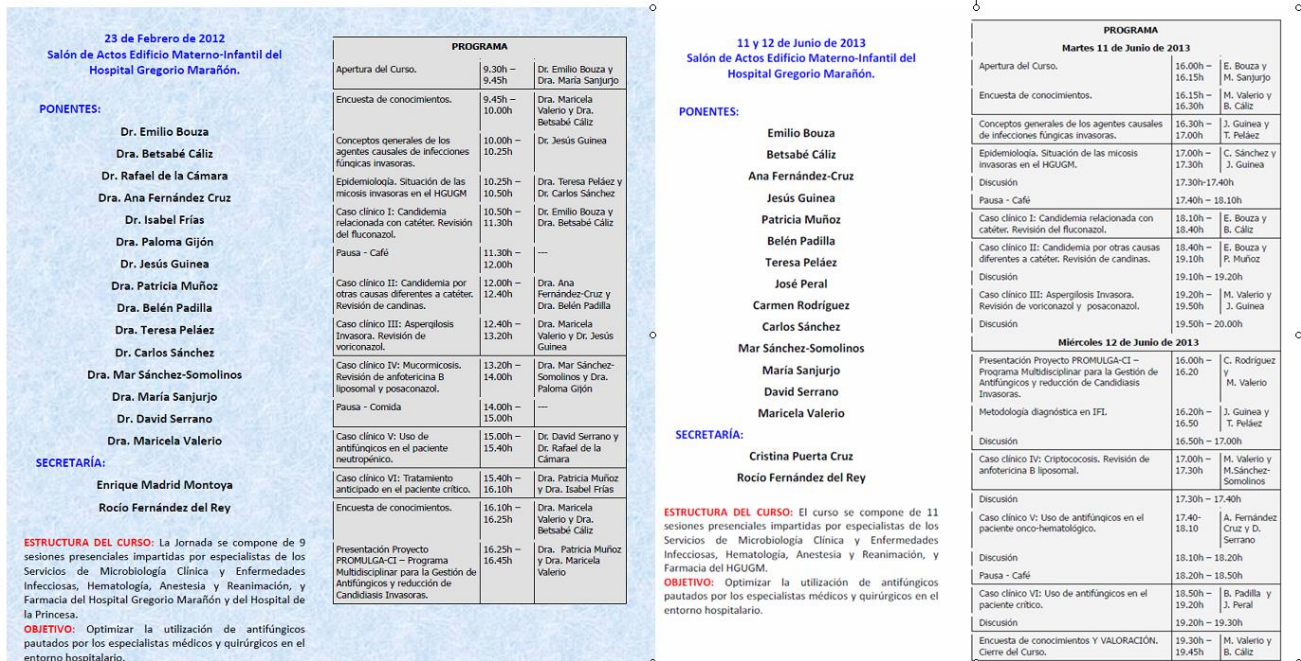 23 de Febrero de 2012
Salón de Actos Edificio Materno-Infantil del
Hospital Gregorio Marañón.
PONENTES:
Dr. Emilio Bouza
Dra. Betsabé Cáliz
Dr. Rafael de la Cámara
Dra. Ana Fernández Cruz
Dr. Isabel Frías
Dra. Paloma Gijón
Dr. Jesús Guinea
Dra. Patricia Muñoz
Dra. Belén Padilla
Dra. Teresa Peláez
Dr. Carlos Sánchez
Dra. Mar Sánchez-Somolinos
Dra. María Sanjurjo
Dr. David Serrano
Dra. Maricela Valerio
SECRETARÍA:
Enrique Madrid Montoya
Rocío Fernández del Rey
ESTRUCTURA DEL CURSO: La Jornada se compone de 9
sesiones presenciales impartidas por especialistas de los
Servicios de Microbiología Clínica y Enfermedades
Infecciosas, Hematología, Anestesia y Reanimación, y
Farmacia del Hospital Gregorio Marañón y del Hospital de
la Princesa.
OBJETIVO: Optimizar la utilización de antifúngicos
pautados por los especialistas médicos y quirúrgicos en el
entorno hospitalario.
PROGRAMA
Apertura del Curso. 9.30h – Dr. Emilio Bouza y
9.45h Dra. María Sanjurjo
Encuesta de conocimientos. 9.45h – Dra. Maricela
10.00h Valerio y Dra.
Betsabé Cáliz
Conceptos generales de los 10.00h – Dr. Jesús Guinea
agentes causales de infecciones 10.25h
fúngicas invasoras.
Epidemiología. Situación de las 10.25h – Dra. Teresa Peláez y
micosis invasoras en el HGUGM 10.50h Dr. Carlos Sánchez
Caso clínico I: Candidemia 10.50h – Dr. Emilio Bouza y
relacionada con catéter. Revisión 11.30h Dra. Betsabé Cáliz
del fluconazol.
Pausa - Café 11.30h – ---
12.00h
Caso clínico II: Candidemia por 12.00h – Dra. Ana
otras causas diferentes a catéter. 12.40h Fernández-Cruz y
Revisión de candinas. Dra. Belén Padilla
Caso clínico III: Aspergilosis 12.40h – Dra. Maricela
Invasora. Revisión de 13.20h Valerio y Dr. Jesús
voriconazol. Guinea
Caso clínico IV: Mucormicosis. 13.20h – Dra. Mar Sánchez-
Revisión de anfotericina B 14.00h Somolinos y Dra.
liposomal y posaconazol. Paloma Gijón
Pausa - Comida 14.00h – ---
15.00h
Caso clínico V: Uso de 15.00h – Dr. David Serrano y
antifúngicos en el paciente 15.40h Dr. Rafael de la
neutropénico. Cámara
Caso clínico VI: Tratamiento 15.40h – Dra. Patricia Muñoz
anticipado en el paciente crítico. 16.10h y Dra. Isabel Frías
Encuesta de conocimientos. 16.10h – Dra. Maricela
16.25h Valerio y Dra.
Betsabé Cáliz
Presentación Proyecto 16.25h – Dra. Patricia Muñoz
PROMULGA-CI – Programa 16.45h y Dra. Maricela
Multidisciplinar para la Gestión de Valerio
Antifúngicos y reducción de
Candidiasis Invasoras.
11 y 12 de Junio de 2013
Salón de Actos Edificio Materno-Infantil del
Hospital Gregorio Marañón.
PONENTES:
Emilio Bouza
Betsabé Cáliz
Ana Fernández-Cruz
Jesús Guinea
Patricia Muñoz
Belén Padilla
Teresa Peláez
José Peral
Carmen Rodríguez
Carlos Sánchez
Mar Sánchez-Somolinos
María Sanjurjo
David Serrano
Maricela Valerio
SECRETARÍA:
Cristina Puerta Cruz
Rocío Fernández del Rey
ESTRUCTURA DEL CURSO: El curso se compone de 11
sesiones presenciales impartidas por especialistas de los
Servicios de Microbiología Clínica y Enfermedades
Infecciosas, Hematología, Anestesia y Reanimación, y
Farmacia del HGUGM.
OBJETIVO: Optimizar la utilización de antifúngicos
pautados por los especialistas médicos y quirúrgicos en el
entorno hospitalario.
PROGRAMA
Martes 11 de Junio de 2013
Apertura del Curso. 16.00h – E. Bouza y
16.15h M. Sanjurjo
Encuesta de conocimientos. 16.15h – M. Valerio y
16.30h B. Cáliz
Conceptos generales de los agentes causales 16.30h – J. Guinea y
de infecciones fúngicas invasoras. 17.00h T. Peláez
Epidemiología. Situación de las micosis 17.00h – C. Sánchez y
invasoras en el HGUGM. 17.30h J. Guinea
Discusión 17.30h-17.40h
Pausa - Café 17.40h – 18.10h
Caso clínico I: Candidemia relacionada con 18.10h – E. Bouza y
catéter. Revisión del fluconazol. 18.40h B. Cáliz
Caso clínico II: Candidemia por otras causas 18.40h – E. Bouza y
diferentes a catéter. Revisión de candinas. 19.10h P. Muñoz
Discusión 19.10h – 19.20h
Caso clínico III: Aspergilosis Invasora. 19.20h – M. Valerio y
Revisión de voriconazol y posaconazol. 19.50h J. Guinea
Discusión 19.50h – 20.00h
Miércoles 12 de Junio de 2013
Presentación Proyecto PROMULGA-CI – 16.00h – C. Rodríguez
Programa Multidisciplinar para la Gestión de 16.20 y
Antifúngicos y reducción de Candidiasis M. Valerio
Invasoras.
Metodología diagnóstica en IFI. 16.20h – J. Guinea y
16.50 T. Peláez
Discusión 16.50h – 17.00h
Caso clínico IV: Criptococosis. Revisión de 17.00h – M. Valerio y
anfotericina B liposomal. 17.30h M.Sánchez-
Somolinos
Discusión 17.30h – 17.40h
Caso clínico V: Uso de antifúngicos en el 17.40- A. Fernández
paciente onco-hematológico. 18.10 Cruz y D.
Serrano
Discusión 18.10h – 18.20h
Pausa - Café 18.20h – 18.50h
Caso clínico VI: Uso de antifúngicos en el 18.50h – B. Padilla y
paciente crítico. 19.20h J. Peral
Discusión 19.20h – 19.30h
Encuesta de conocimientos Y VALORACIÓN. 19.30h – M. Valerio y
Cierre del Curso. 19.45h B. Cáliz